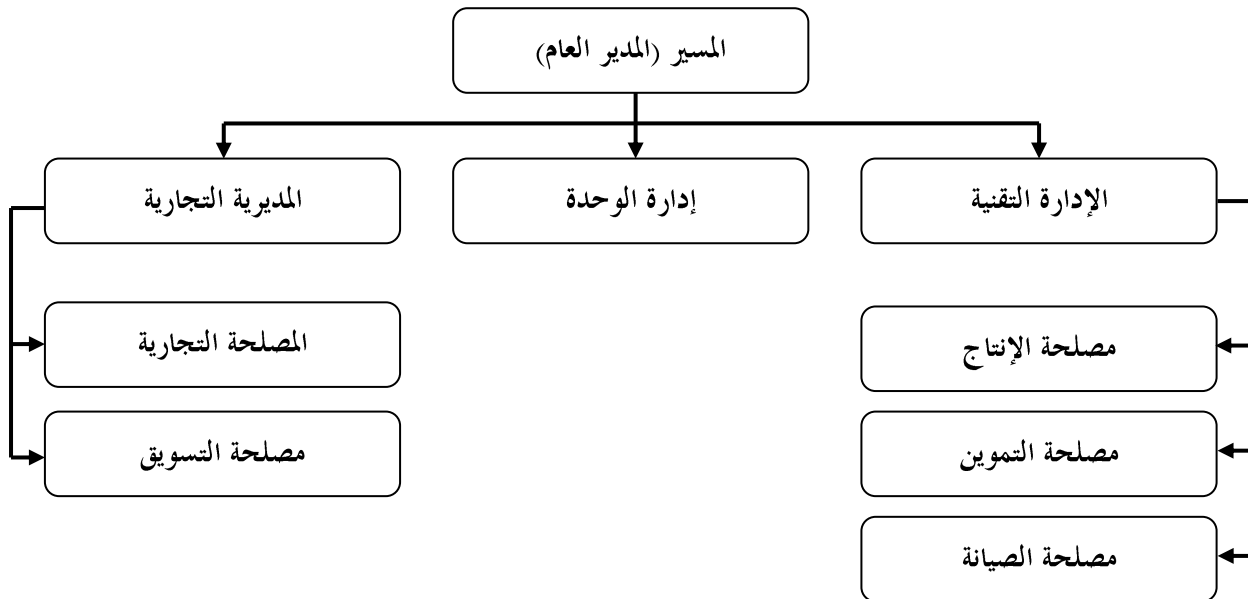 المسير (المدير العام)
الإدارة التقنية
إدارة الوحدة
المديرية التجارية
مصلحة الإنتاج
مصلحة التموين
مصلحة الصيانة
المصلحة التجارية
مصلحة التسويق